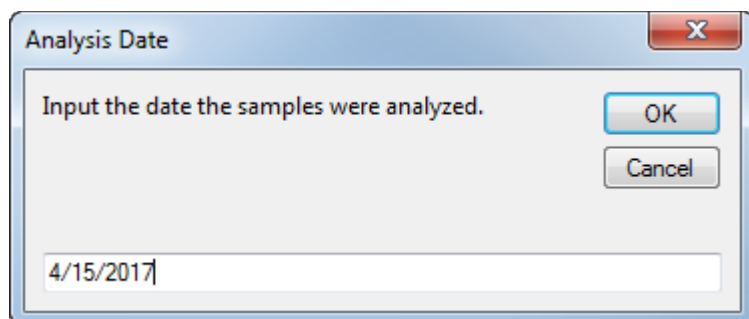 Analysis Date
Input the date the samples were analyzed.
OK
Cancel
4/15/2017